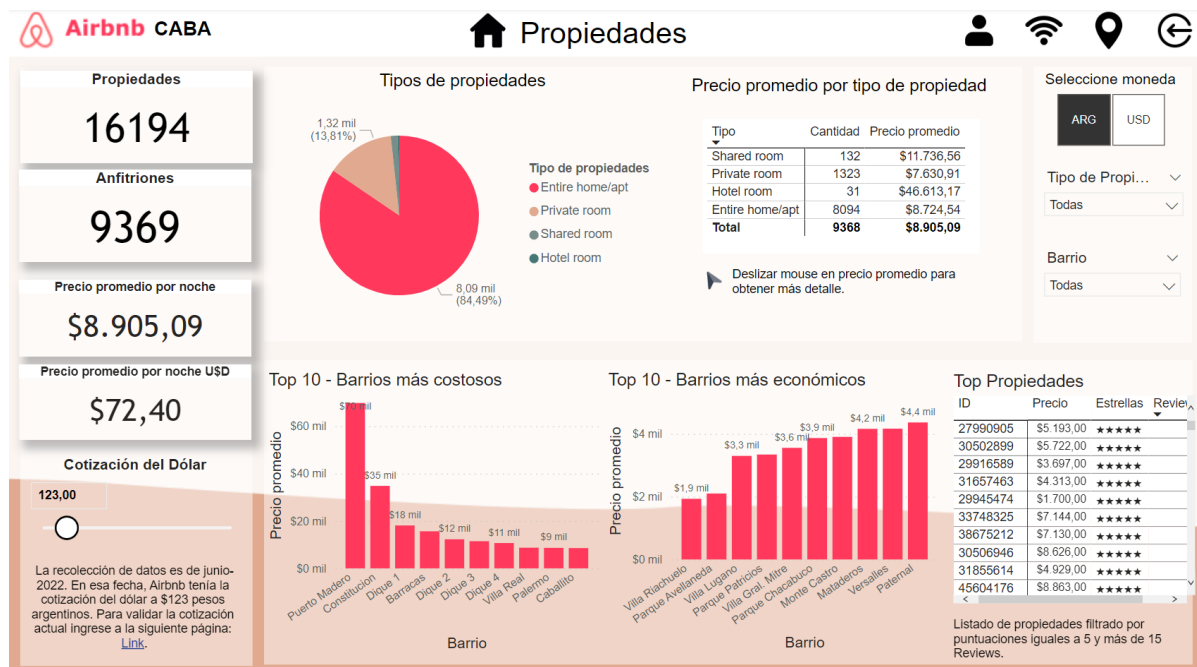 Airbnb CABA
Propiedades
Propiedades
16194
Anfitriones
9369
Precio promedio por noche
$8.905,09
Precio promedio por noche U$D
$72,40
Cotización del Dólar
123,00
La recolección de datos es de junio-
2022. En esa fecha, Airbnb tenía la
cotización del dólar a $123 pesos
argentinos. Para validar la cotización
actual ingrese a la siguiente página:
Link.
Tipos de propiedades
1,32 mil
(13,81%)
8,09 mil
(84,49%)
Tipo de propiedades
Entire home/apt
Private room
Shared room
Hotel room
Precio promedio por tipo de propiedad
Tipo Cantidad Precio promedio
Shared room 132 $11.736,56
Private room 1323 $7.630,91
Hotel room 31 $46.613,17
Entire home/apt 8094 $8.724,54
Total 9368 $8.905,09
Deslizar mouse en precio promedio para
obtener más detalle.
Seleccione moneda
ARG USD
Tipo de Propi...
Todas
Barrio
Todas
Top 10 - Barrios más costosos
Precio promedio
$60 mil
$40 mil
$20 mil
$0 mil
$70 mil
$35 mil
$18 mil
$12 mil
$11 mil
$9 mil
Puerto Madero
Constitucion
Dique 1
Barracas
Dique 2
Dique 3
Dique 4
Villa Real
Palermo
Caballito
Barrio
Top 10 - Barrios más económicos
Precio promedio
$4 mil
$2 mil
$0 mil
$1,9 mil
$3,3 mil
$3,6 mil
$3,9 mil
$4,2 mil
$4,4 mil
Villa Riachuelo
Parque Avellaneda
Villa Lugano
Parque Patricios
Villa Gral. Mitre
Parque Chacabuco
Monte Castro
Mataderos
Versalles
Paternal
Barrio
Top Propiedades
ID Precio Estrellas Review
27990905 $5.193,00 ★★★★★
30502899 $5.722,00 ★★★★★
29916589 $3.697,00 ★★★★★
31657463 $4.313,00 ★★★★★
29945474 $1.700,00 ★★★★★
33748325 $7.144,00 ★★★★★
38675212 $7.130,00 ★★★★★
30506946 $8.626,00 ★★★★★
31855614 $4.929,00 ★★★★★
45604176 $8.863,00 ★★★★★
Listado de propiedades filtrado por
puntuaciones iguales a 5 y más de 15
Reviews.